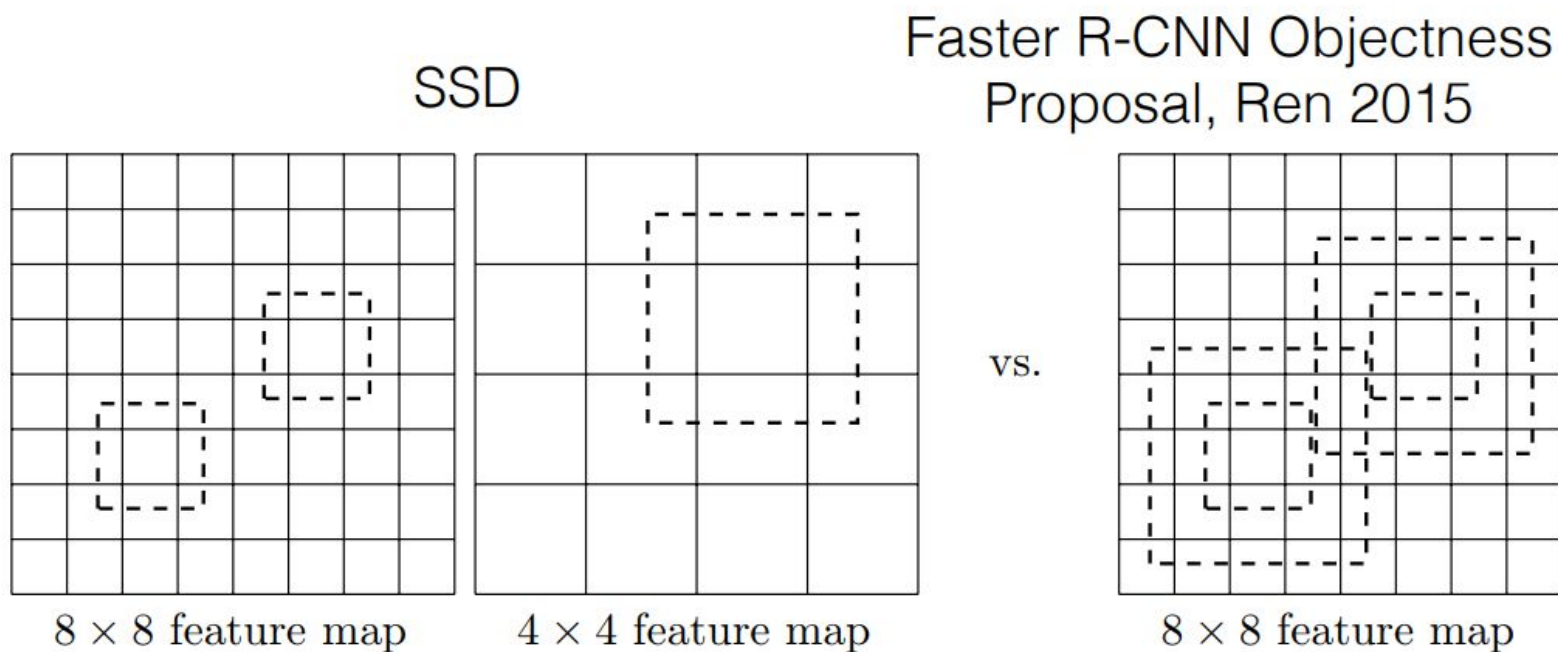 SSD
Faster R-CNN Objectness
Proposal, Ren 2015
vs.
8 × 8 feature map
4 × 4 feature map
8 × 8 feature map